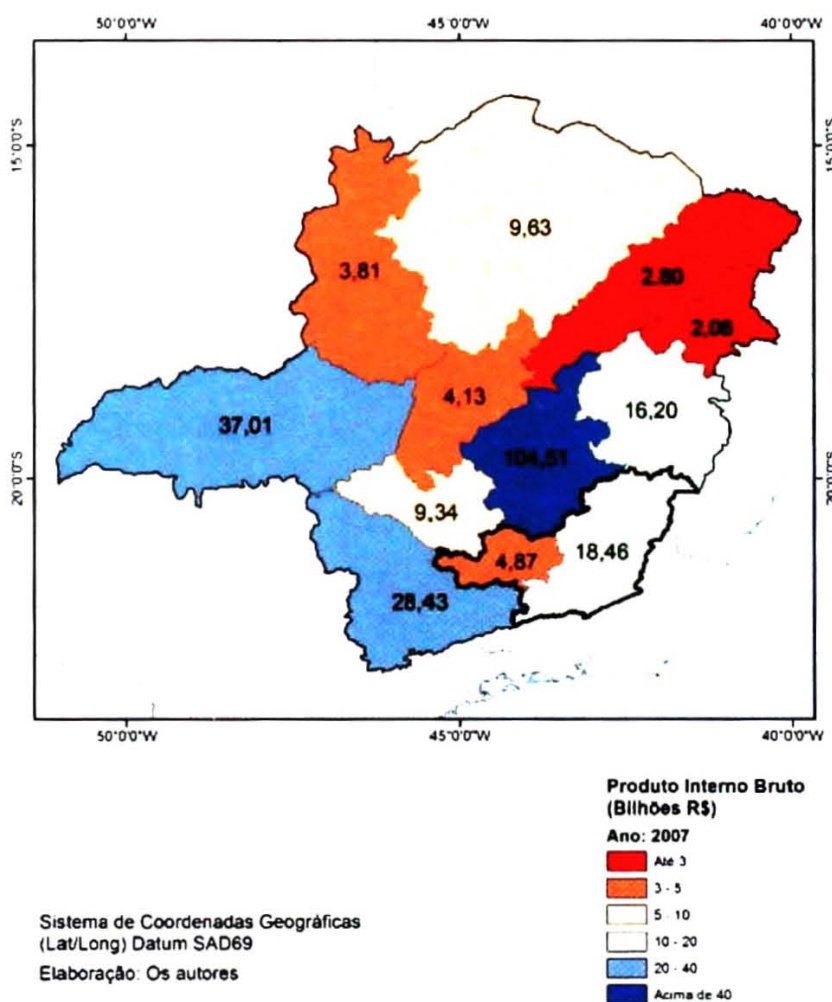 50°0'0"W 45°0'0"W 40°0'0"W
15°0'0"S 15°0'0"S
9,63
3,81
2,80
2,06
4,13
16,20
37,01
104,51
20°0'0"S 20°0'0"S
9,34
18,46
4,87
28,43
50°0'0"W 45°0'0"W 40°0'0"W
Produto Interno Bruto
(Bilhões R$)
Ano: 2007
Até 3
3 - 5
5 - 10
10 - 20
20 - 40
Acima de 40
Sistema de Coordenadas Geográficas
(Lat/Long) Datum SAD69
Elaboração: Os autores